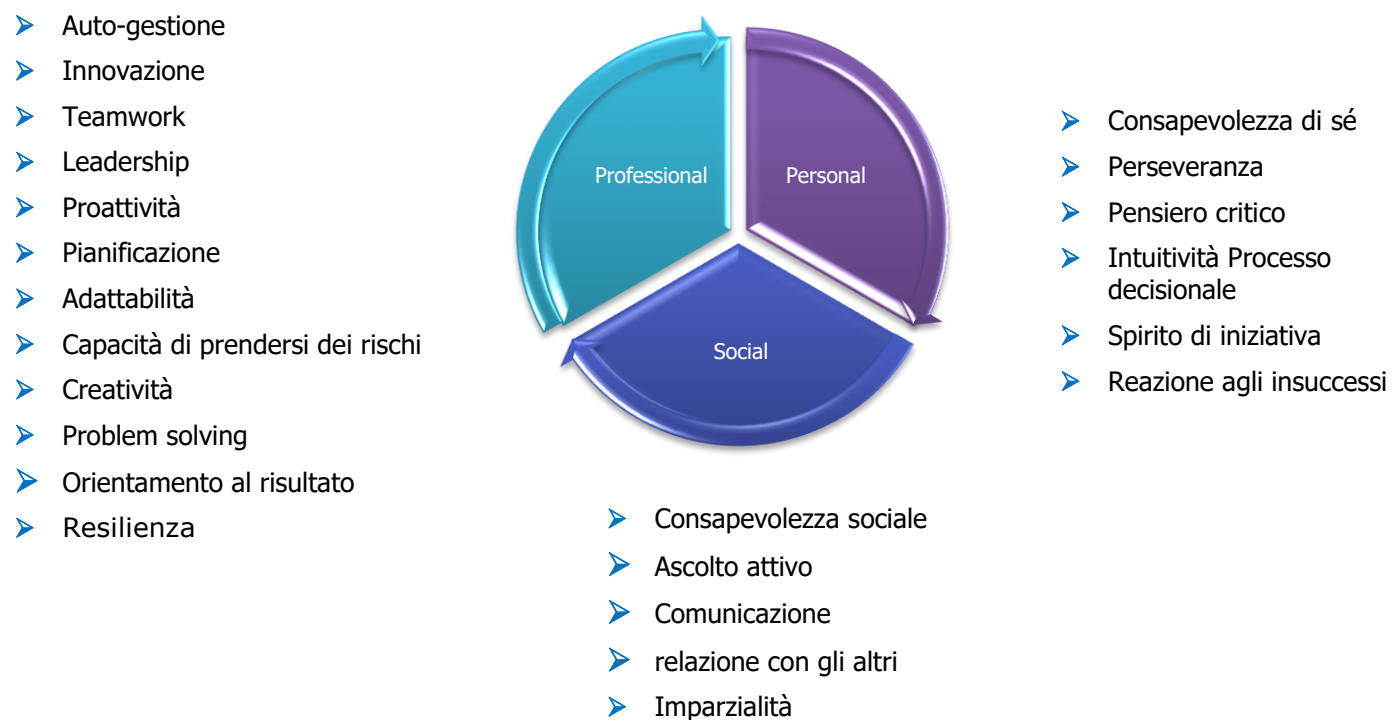 Auto-gestione
Innovazione
Teamwork
Leadership
Proattività
Pianificazione
Adattabilità
Capacità di prendersi dei rischi
Creatività
Problem solving
Orientamento al risultato
Resilienza
Professional
Personal
Social
Consapevolezza di sé
Perseveranza
Pensiero critico
Intuitività Processo
decisionale
Spirito di iniziativa
Reazione agli insuccessi
Consapevolezza sociale
Ascolto attivo
Comunicazione
relazione con gli altri
Imparzialità